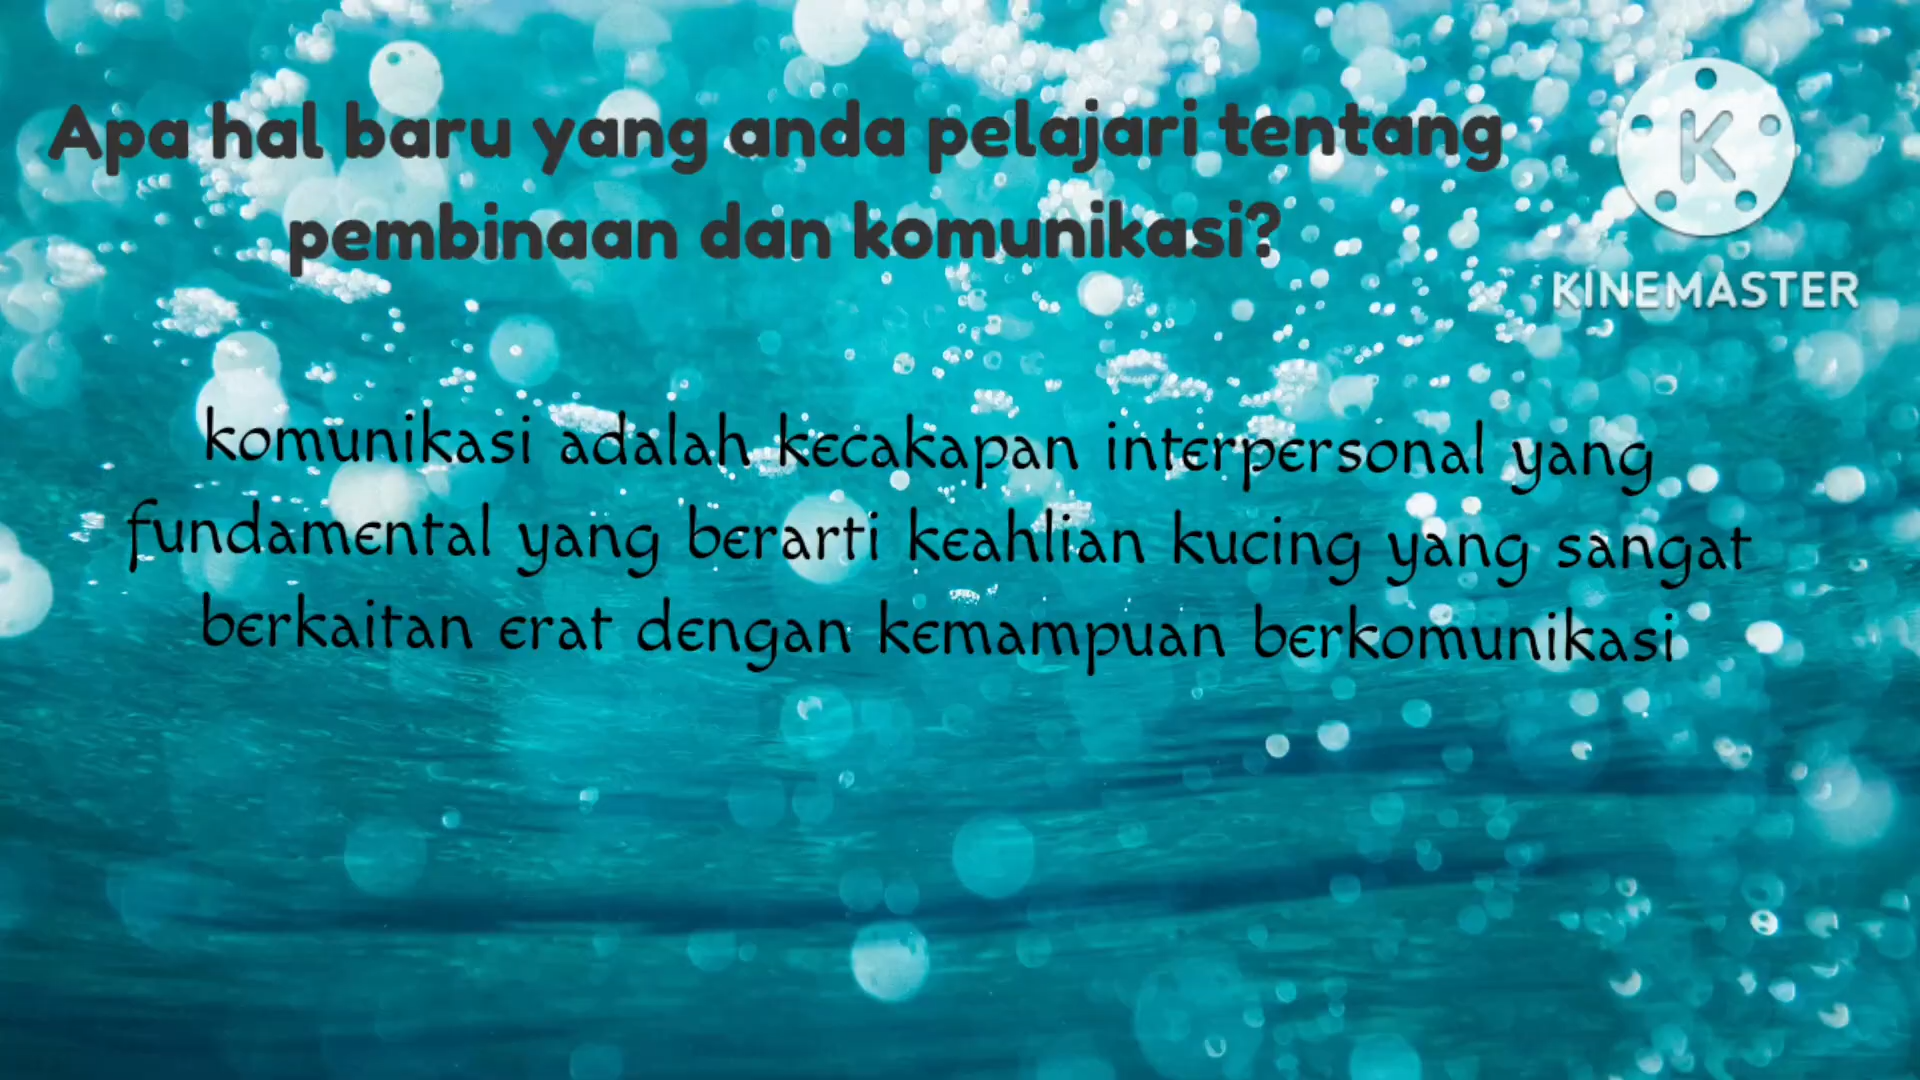 Apa hal baru yang anda pelajari tentang
pembinaan dan komunikasi?
K
KINEMASTER
komunikasi adalah kecakapan interpersonal yang
fundamental yang berarti keahlian kucing yang sangat
berkaitan erat dengan kemampuan berkomunikasi